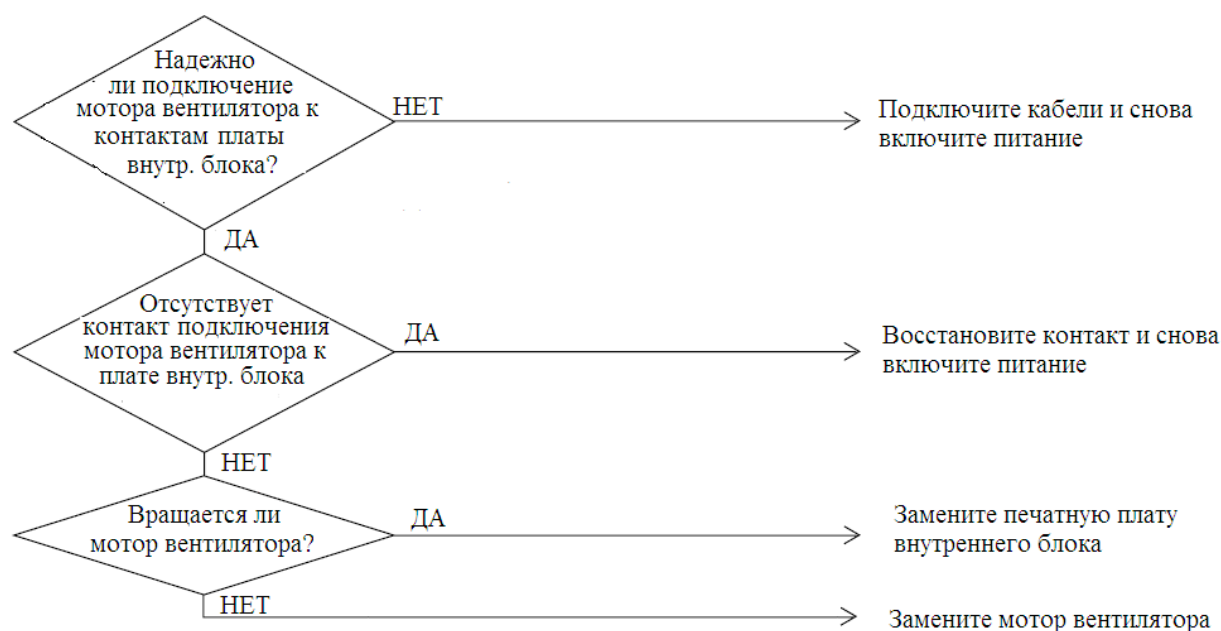 Надежно
ли подключение
мотора вентилятора к
контактам платы
внутр. блока?
НЕТ
Подключите кабели и снова
включите питание
ДА
Отсутствует
контакт подключения
мотора вентилятора к
плате внутр. блока
ДА
Восстановите контакт и снова
включите питание
НЕТ
Вращается ли
мотор вентилятора?
ДА
Замените печатную плату
внутреннего блока
НЕТ
Замените мотор вентилятора